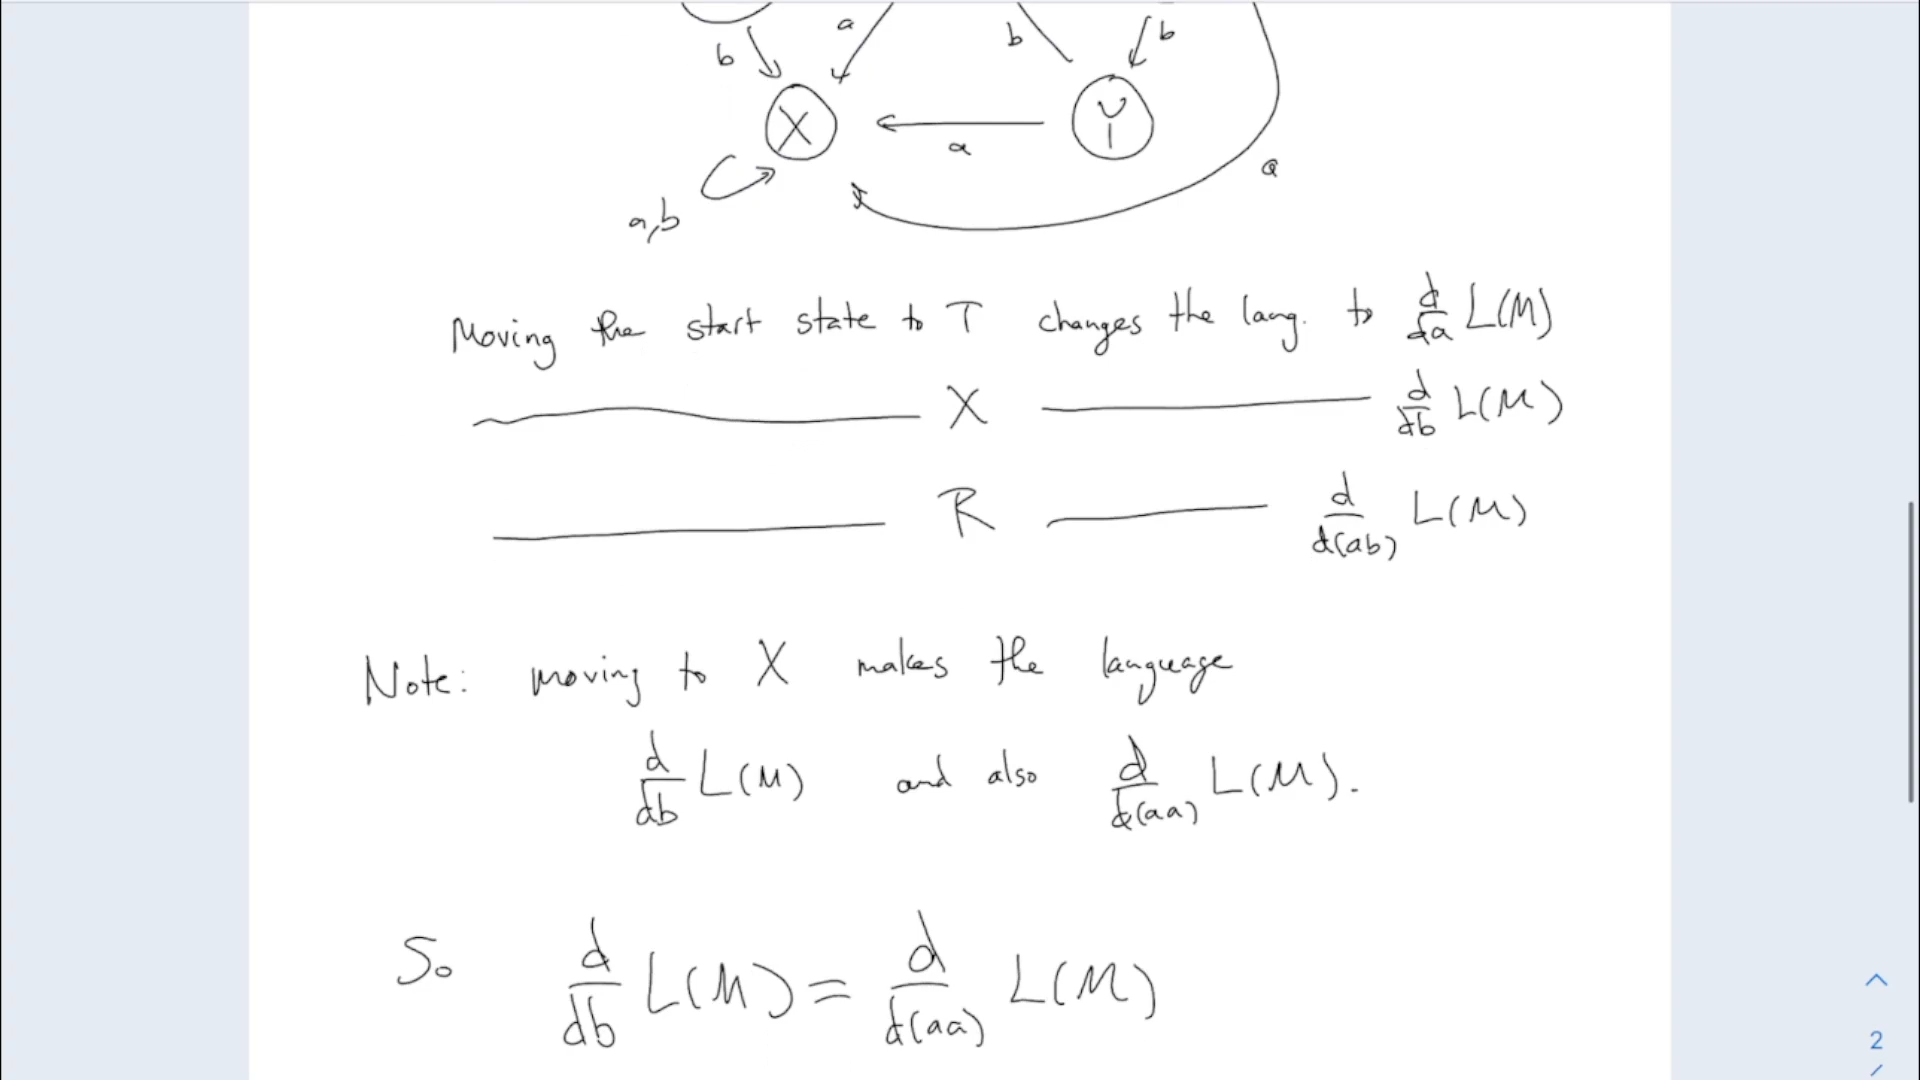 b a b b
X Y
a a
a,b
Moving the start state to T changes the lang. to d/da L(M)
X d/db L(M)
R d/d(ab) L(M)
Note: moving to X makes the language
d/db L(M) and also d/d(aa) L(M).
So d/db L(M) = d/d(aa) L(M)
2